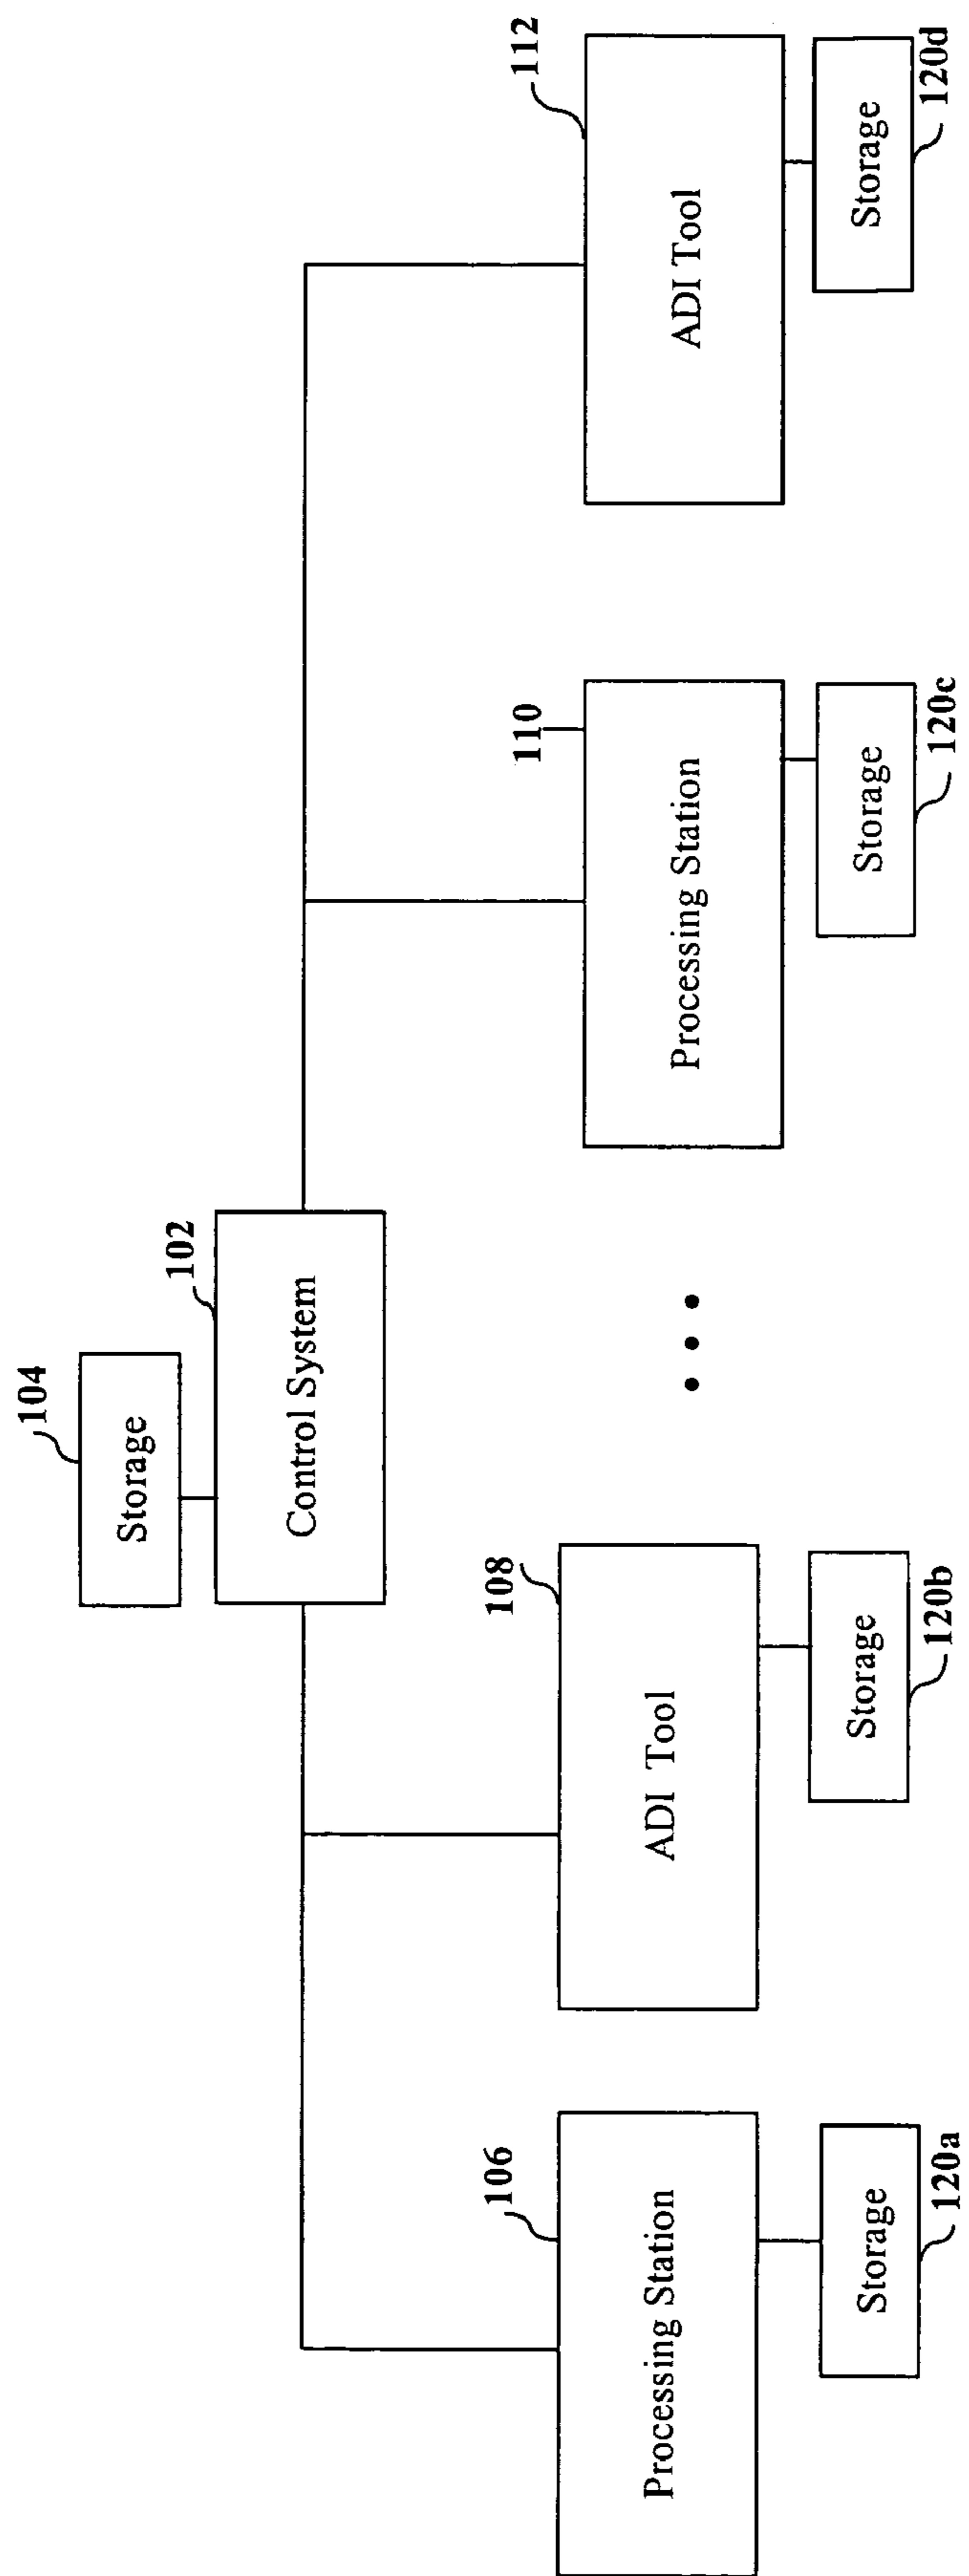 104
Storage
102
Control System
106
Processing Station
108
ADI Tool
110
Processing Station
112
ADI Tool
Storage
120a
Storage
120b
Storage
120c
Storage
120d